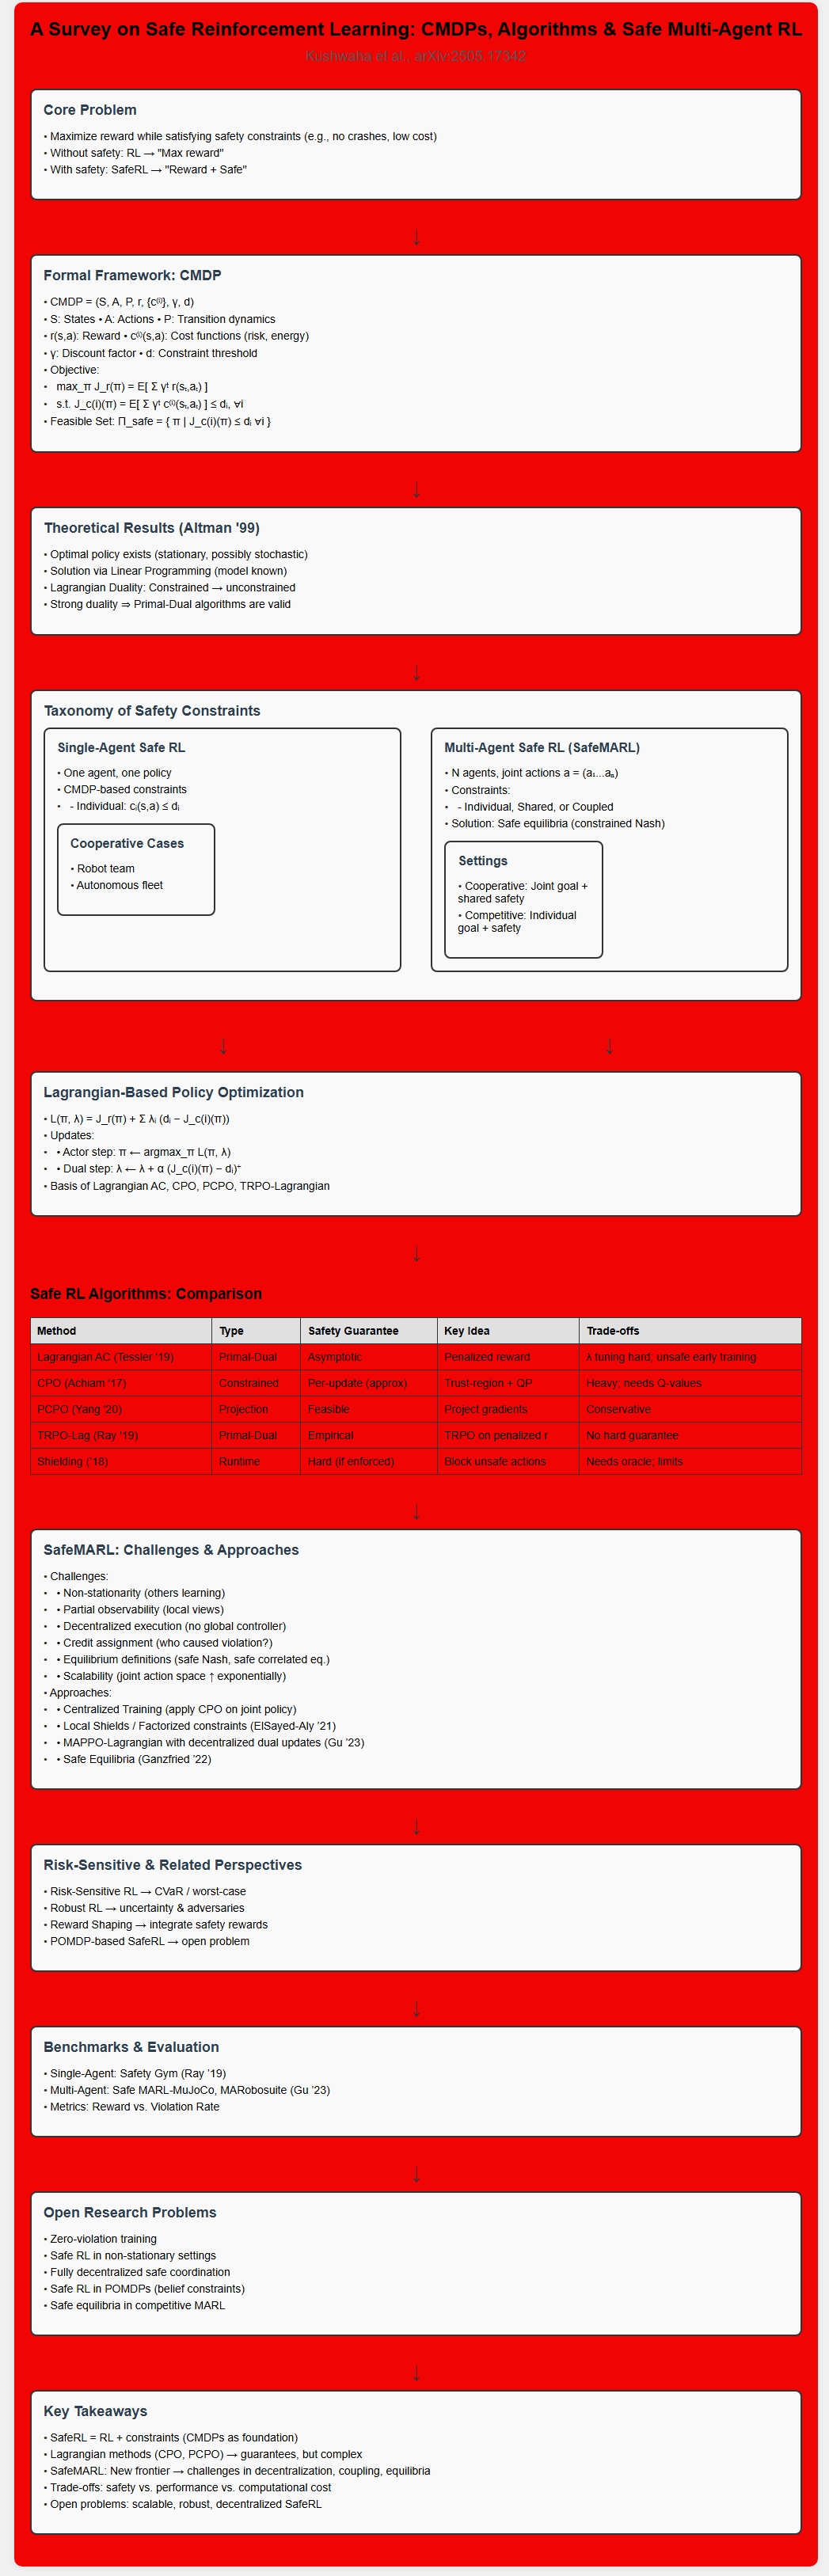 A Survey on Safe Reinforcement Learning: CMDPs, Algorithms & Safe Multi-Agent RL
Kushwaha et al., arXiv:2505.17342
Core Problem
• Maximize reward while satisfying safety constraints (e.g., no crashes, low cost)
• Without safety: RL → "Max reward"
• With safety: SafeRL → "Reward + Safe"
↓
Formal Framework: CMDP
• CMDP = (S, A, P, r, {c⁽ⁱ⁾}, γ, d)
• S: States • A: Actions • P: Transition dynamics
• r(s,a): Reward • c⁽ⁱ⁾(s,a): Cost functions (risk, energy)
• γ: Discount factor • d: Constraint threshold
• Objective:
• max_π J_r(π) = E[ Σ γᵗ r(sₜ,aₜ) ]
• s.t. J_c(i)(π) = E[ Σ γᵗ c⁽ⁱ⁾(sₜ,aₜ) ] ≤ dᵢ, ∀i
• Feasible Set: Π_safe = { π | J_c(i)(π) ≤ dᵢ ∀i }
↓
Theoretical Results (Altman '99)
• Optimal policy exists (stationary, possibly stochastic)
• Solution via Linear Programming (model known)
• Lagrangian Duality: Constrained → unconstrained
• Strong duality ⇒ Primal-Dual algorithms are valid
↓
Taxonomy of Safety Constraints
Single-Agent Safe RL
• One agent, one policy
• CMDP-based constraints
• - Individual: cᵢ(s,a) ≤ dᵢ
Cooperative Cases
• Robot team
• Autonomous fleet
Multi-Agent Safe RL (SafeMARL)
• N agents, joint actions a = (a₁...aₙ)
• Constraints:
• - Individual, Shared, or Coupled
• Solution: Safe equilibria (constrained Nash)
Settings
• Cooperative: Joint goal +
shared safety
• Competitive: Individual
goal + safety
↓ ↓
Lagrangian-Based Policy Optimization
• L(π, λ) = J_r(π) + Σ λᵢ (dᵢ − J_c(i)(π))
• Updates:
• • Actor step: π ← argmax_π L(π, λ)
• • Dual step: λ ← λ + α (J_c(i)(π) − dᵢ)⁺
• Basis of Lagrangian AC, CPO, PCPO, TRPO-Lagrangian
↓
Safe RL Algorithms: Comparison
Method Type Safety Guarantee Key Idea Trade-offs
Lagrangian AC (Tessler '19) Primal-Dual Asymptotic Penalized reward λ tuning hard; unsafe early training
CPO (Achiam '17) Constrained Per-update (approx) Trust-region + QP Heavy; needs Q-values
PCPO (Yang '20) Projection Feasible Project gradients Conservative
TRPO-Lag (Ray '19) Primal-Dual Empirical TRPO on penalized r No hard guarantee
Shielding ('18) Runtime Hard (if enforced) Block unsafe actions Needs oracle; limits
↓
SafeMARL: Challenges & Approaches
• Challenges:
• • Non-stationarity (others learning)
• • Partial observability (local views)
• • Decentralized execution (no global controller)
• • Credit assignment (who caused violation?)
• • Equilibrium definitions (safe Nash, safe correlated eq.)
• • Scalability (joint action space ↑ exponentially)
• Approaches:
• • Centralized Training (apply CPO on joint policy)
• • Local Shields / Factorized constraints (ElSayed-Aly '21)
• • MAPPO-Lagrangian with decentralized dual updates (Gu '23)
• • Safe Equilibria (Ganzfried '22)
↓
Risk-Sensitive & Related Perspectives
• Risk-Sensitive RL → CVaR / worst-case
• Robust RL → uncertainty & adversaries
• Reward Shaping → integrate safety rewards
• POMDP-based SafeRL → open problem
↓
Benchmarks & Evaluation
• Single-Agent: Safety Gym (Ray '19)
• Multi-Agent: Safe MARL-MuJoCo, MARobosuite (Gu '23)
• Metrics: Reward vs. Violation Rate
↓
Open Research Problems
• Zero-violation training
• Safe RL in non-stationary settings
• Fully decentralized safe coordination
• Safe RL in POMDPs (belief constraints)
• Safe equilibria in competitive MARL
↓
Key Takeaways
• SafeRL = RL + constraints (CMDPs as foundation)
• Lagrangian methods (CPO, PCPO) → guarantees, but complex
• SafeMARL: New frontier → challenges in decentralization, coupling, equilibria
• Trade-offs: safety vs. performance vs. computational cost
• Open problems: scalable, robust, decentralized SafeRL